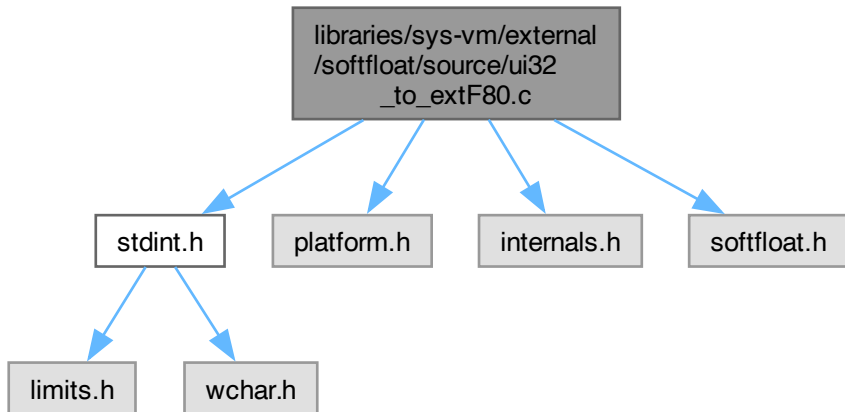 libraries/sys-vm/external
/softfloat/source/ui32
_to_extF80.c
stdint.h
platform.h
internals.h
softfloat.h
limits.h
wchar.h